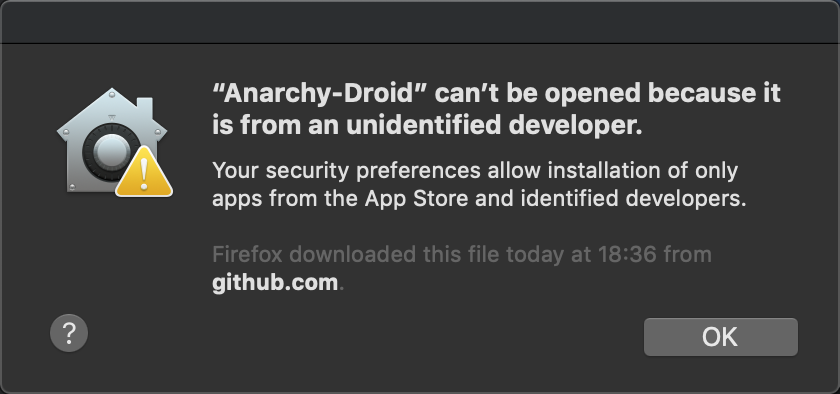 “Anarchy-Droid” can’t be opened because it
is from an unidentified developer.
Your security preferences allow installation of only
apps from the App Store and identified developers.
Firefox downloaded this file today at 18:36 from
github.com.
?
OK